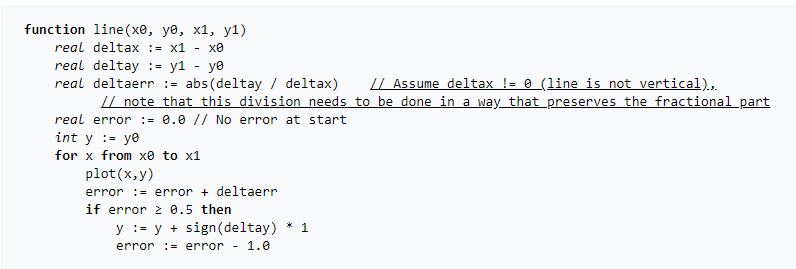 function line(x0, y0, x1, y1)
real deltax := x1 - x0
real deltay := y1 - y0
real deltaerr := abs(deltay / deltax)    // Assume deltax != 0 (line is not vertical),
// note that this division needs to be done in a way that preserves the fractional part
real error := 0.0 // No error at start
int y := y0
for x from x0 to x1
plot(x,y)
error := error + deltaerr
if error ≥ 0.5 then
y := y + sign(deltay) * 1
error := error - 1.0